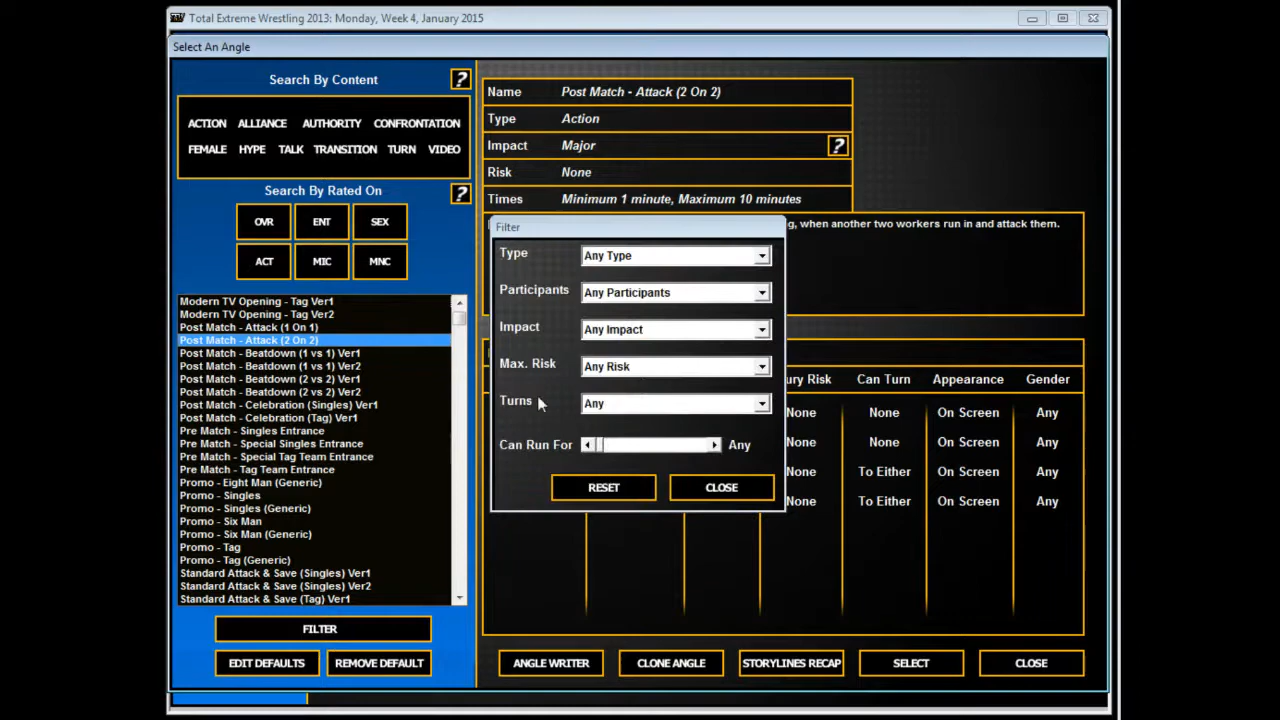 Total Extreme Wrestling 2013: Monday, Week 4, January 2015
Select An Angle
Search By Content
?
ACTION ALLIANCE AUTHORITY CONFRONTATION
FEMALE HYPE TALK TRANSITION TURN VIDEO
Search By Rated On
?
OVR ENT SEX
ACT MIC MNC
Modern TV Opening - Tag Ver1
Modern TV Opening - Tag Ver2
Post Match - Attack (1 On 1)
Post Match - Attack (2 On 2)
Post Match - Beatdown (1 vs 1) Ver1
Post Match - Beatdown (1 vs 1) Ver2
Post Match - Beatdown (2 vs 2) Ver1
Post Match - Beatdown (2 vs 2) Ver2
Post Match - Celebration (Singles) Ver1
Post Match - Celebration (Tag) Ver1
Pre Match - Singles Entrance
Pre Match - Special Singles Entrance
Pre Match - Special Tag Team Entrance
Pre Match - Tag Team Entrance
Promo - Eight Man (Generic)
Promo - Singles
Promo - Singles (Generic)
Promo - Six Man
Promo - Six Man (Generic)
Promo - Tag
Promo - Tag (Generic)
Standard Attack & Save (Singles) Ver1
Standard Attack & Save (Singles) Ver2
Standard Attack & Save (Tag) Ver1
FILTER
EDIT DEFAULTS REMOVE DEFAULT
Name Post Match - Attack (2 On 2)
Type Action
Impact Major ?
Risk None
Times Minimum 1 minute, Maximum 10 minutes
, when another two workers run in and attack them.
Filter
Type Any Type
Participants Any Participants
Impact Any Impact
Max. Risk Any Risk
Turns Any
Can Run For Any
RESET CLOSE
Risk Can Turn Appearance Gender
None None On Screen Any
None None On Screen Any
None To Either On Screen Any
None To Either On Screen Any
ANGLE WRITER CLONE ANGLE STORYLINES RECAP SELECT CLOSE